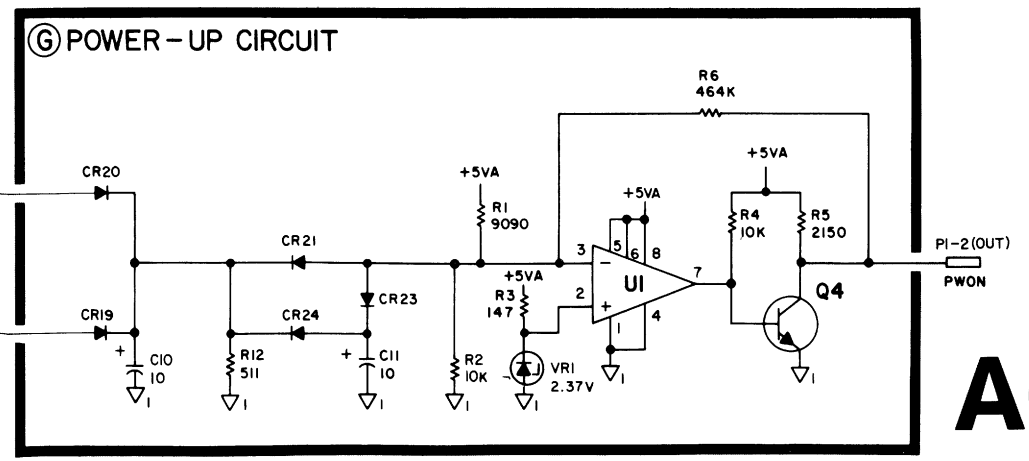 G POWER-UP CIRCUIT
R6
464K
CR20
+5VA
R1
9090
+5VA
+5VA
R4
10K
R5
2150
CR21
3
5
6
8
−
U1
7
P1-2(OUT)
PWON
+5VA
R3
147
2
+
1
4
Q4
CR23
CR19
CR24
+
C10
10
R12
511
+
C11
10
R2
10K
VR1
2.37V
1
1
1
1
1
1
1
A